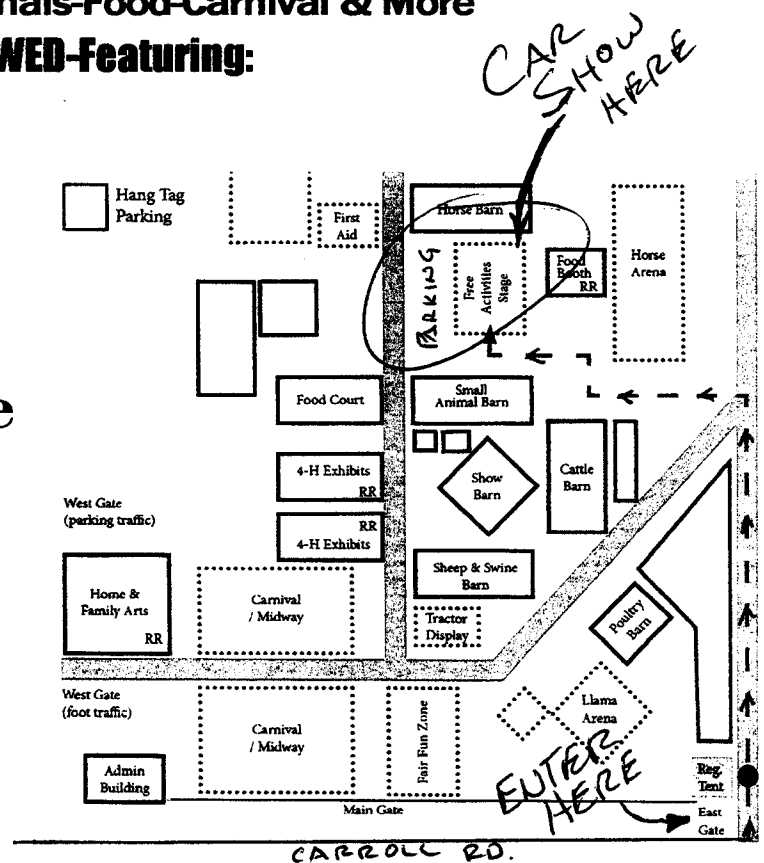 nals-Food-Carnival & More
WED-Featuring:
CAR
SHOW
HERE
Hang Tag
Parking
First
Aid
Horse Barn
PARKING
Free
Activities
Stage
Food
Booth
RR
Horse
Arena
e
Food Court
Small
Animal Barn
4-H Exhibits
RR
Show
Barn
Cattle
Barn
West Gate
(parking traffic)
RR
4-H Exhibits
Home &
Family Arts
RR
Carnival
/ Midway
Sheep & Swine
Barn
Tractor
Display
Poultry
Barn
West Gate
(foot traffic)
Carnival
/ Midway
Fair Fun Zone
Llama
Arena
Admin
Building
ENTER
HERE
Reg.
Tent
Main Gate
East
Gate
CARROLL RD.